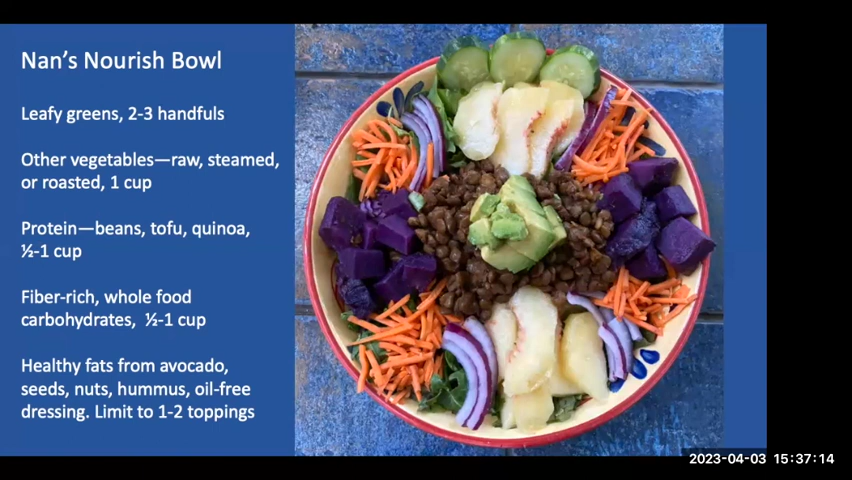 Nan's Nourish Bowl
Leafy greens, 2-3 handfuls
Other vegetables—raw, steamed,
or roasted, 1 cup
Protein—beans, tofu, quinoa,
½-1 cup
Fiber-rich, whole food
carbohydrates,  ½-1 cup
Healthy fats from avocado,
seeds, nuts, hummus, oil-free
dressing. Limit to 1-2 toppings
2023-04-03 15:37:14